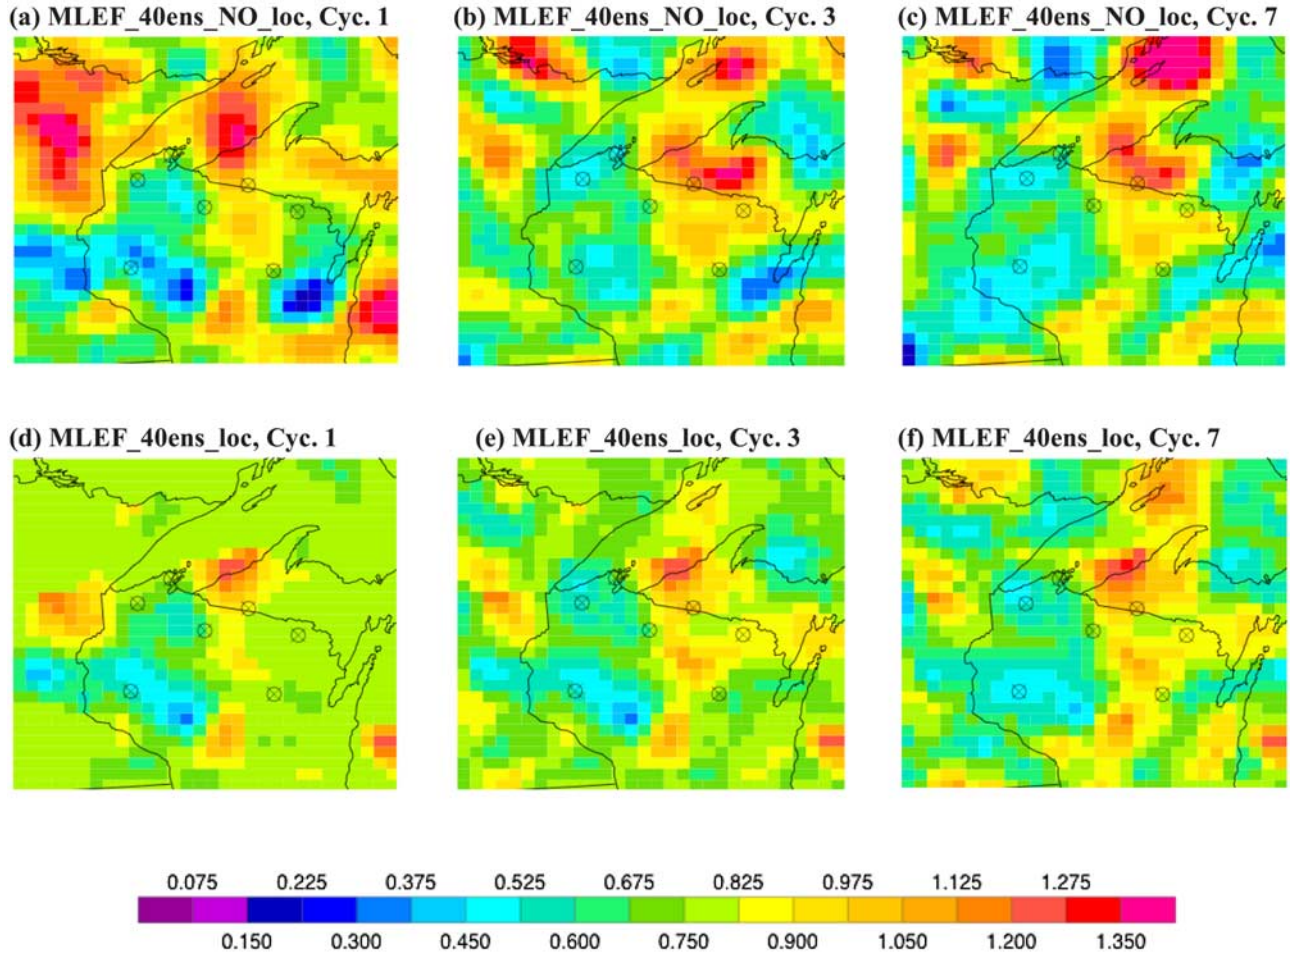 (a) MLEF_40ens_NO_loc, Cyc. 1
(b) MLEF_40ens_NO_loc, Cyc. 3
(c) MLEF_40ens_NO_loc, Cyc. 7
(d) MLEF_40ens_loc, Cyc. 1
(e) MLEF_40ens_loc, Cyc. 3
(f) MLEF_40ens_loc, Cyc. 7
0.075 0.225 0.375 0.525 0.675 0.825 0.975 1.125 1.275
0.150 0.300 0.450 0.600 0.750 0.900 1.050 1.200 1.350